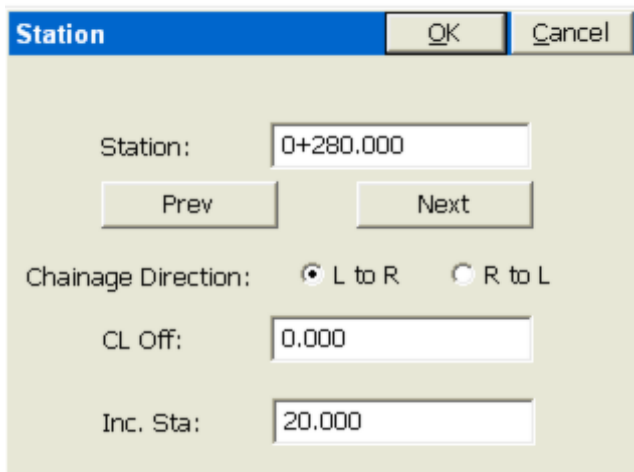 Station OK Cancel
Station: 0+280.000
Prev Next
Chainage Direction: L to R R to L
CL Off: 0.000
Inc. Sta: 20.000